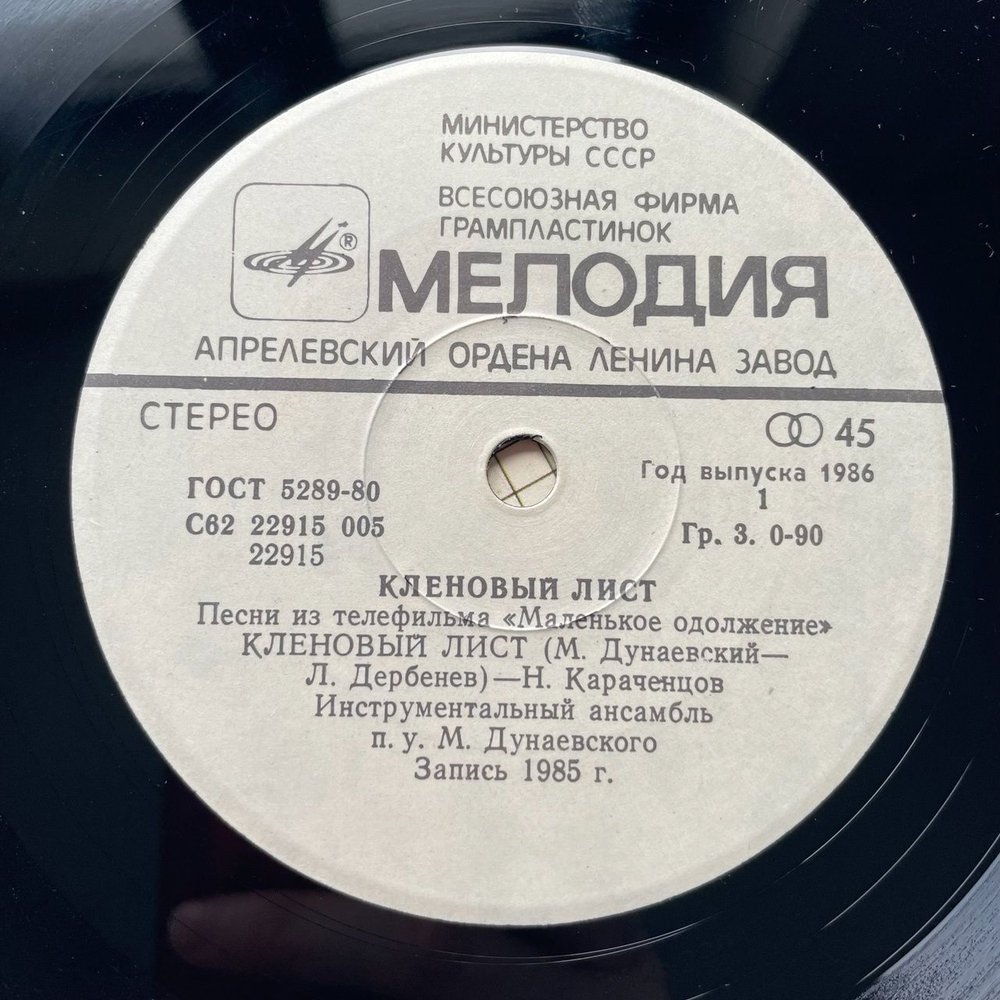 МИНИСТЕРСТВО
КУЛЬТУРЫ СССР
ВСЕСОЮЗНАЯ ФИРМА
ГРАМПЛАСТИНОК
®
МЕЛОДИЯ
АПРЕЛЕВСКИЙ ОРДЕНА ЛЕНИНА ЗАВОД
СТЕРЕО
45
ГОСТ 5289-80
С62 22915 005
22915
Год выпуска 1986
1
Гр. 3. 0-90
КЛЕНОВЫЙ ЛИСТ
Песни из телефильма «Маленькое одолжение»
КЛЕНОВЫЙ ЛИСТ (М. Дунаевский—
Л. Дербенев)—Н. Караченцов
Инструментальный ансамбль
п. у. М. Дунаевского
Запись 1985 г.